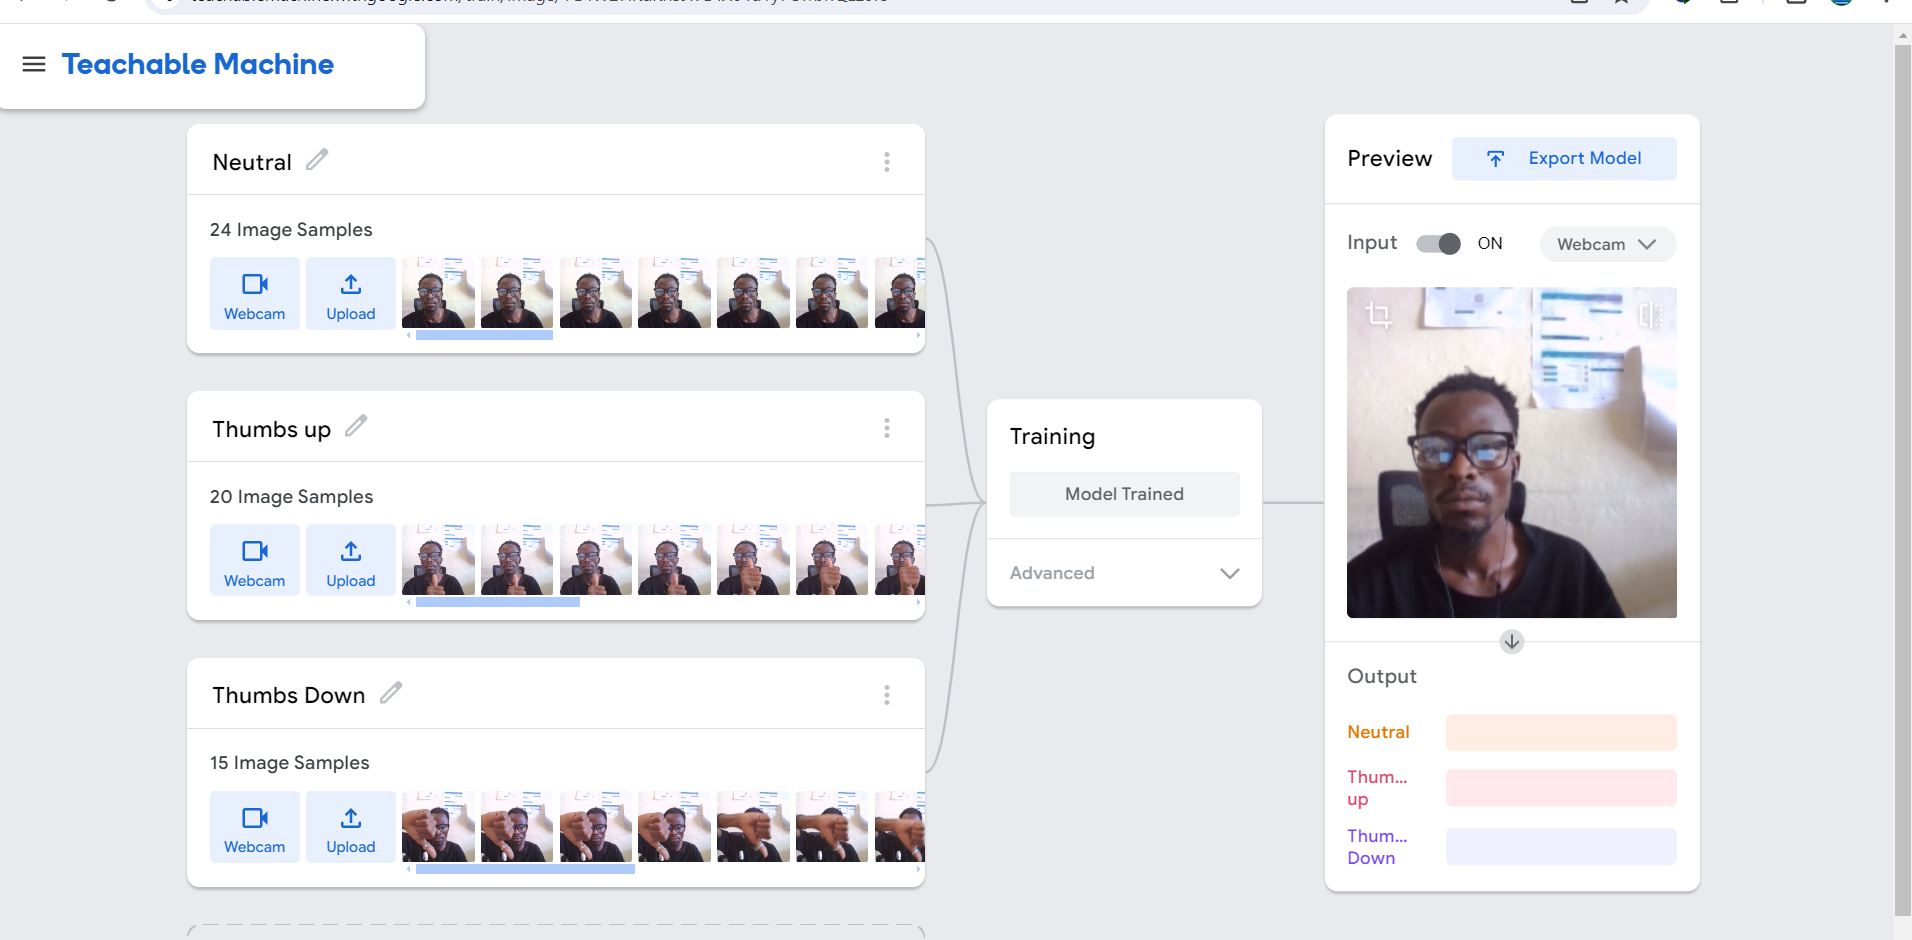 Teachable Machine
Neutral
24 Image Samples
Webcam
Upload
Thumbs up
20 Image Samples
Webcam
Upload
Thumbs Down
15 Image Samples
Webcam
Upload
Training
Model Trained
Advanced
Preview
Export Model
Input ON Webcam
Output
Neutral
Thum...
up
Thum...
Down